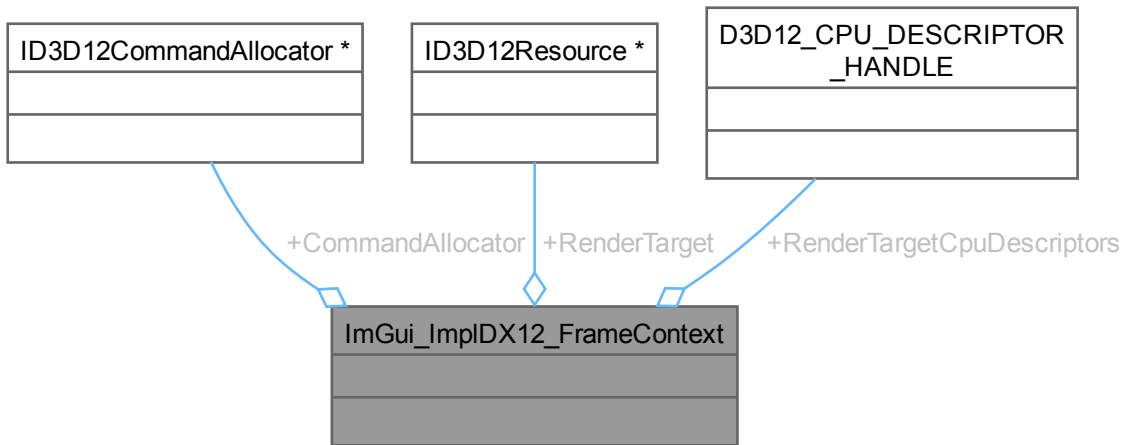 ID3D12CommandAllocator *
ID3D12Resource *
D3D12_CPU_DESCRIPTOR
_HANDLE
+CommandAllocator
+RenderTarget
+RenderTargetCpuDescriptors
ImGui_ImplDX12_FrameContext